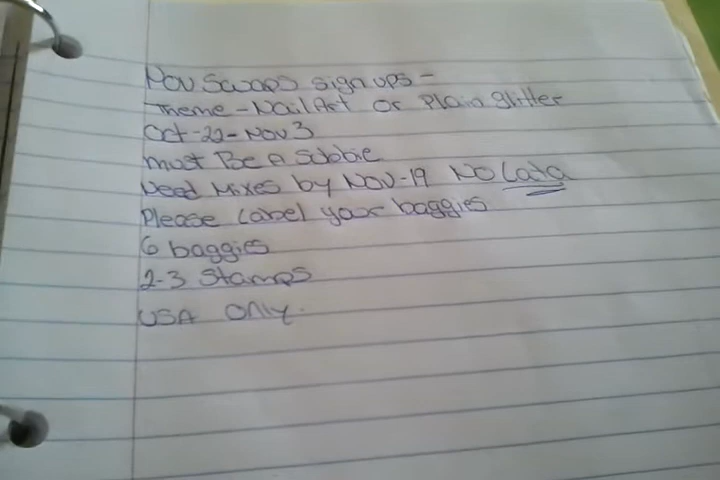 Nov Swaps sign ups -
Theme - Nail Art or Plain glitter
Oct-22-Nov 3
must Be a Subbie
Need Mixes by Nov-19 No Lata
Please Label your baggies
6 baggies
2-3 Stamps
USA Only.